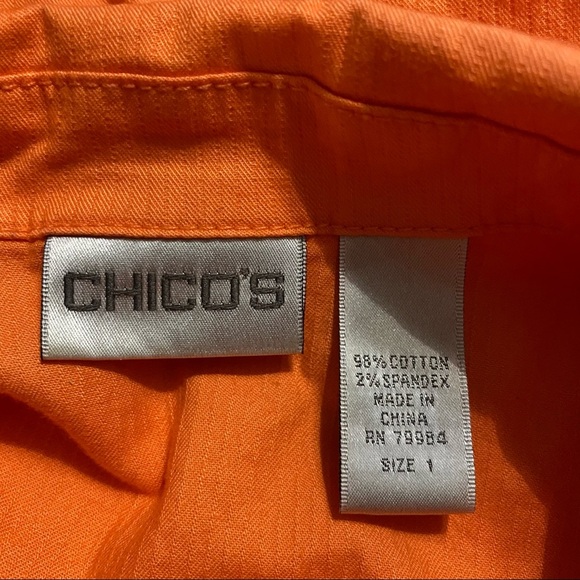 CHICO'S
98% COTTON
2% SPANDEX
MADE IN
CHINA
RN 79984
SIZE 1